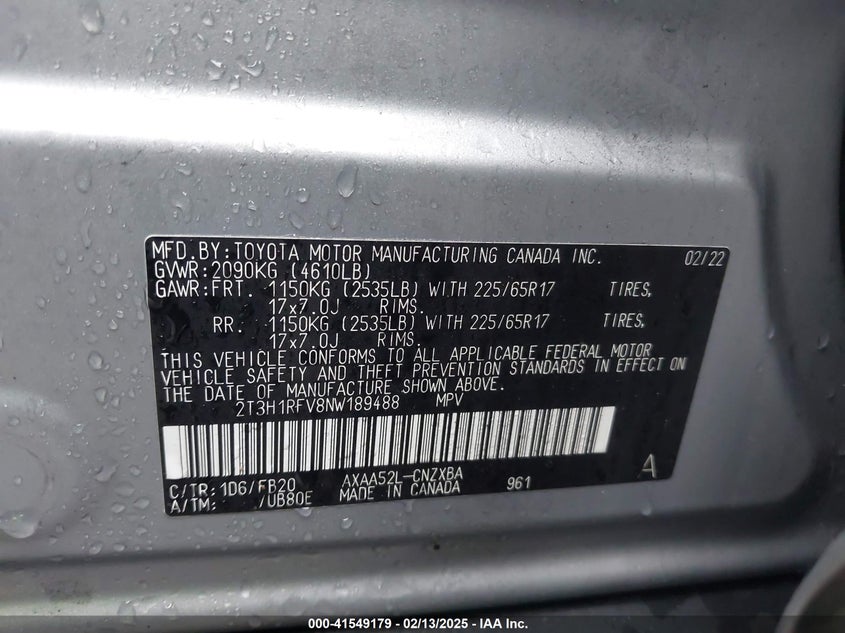 MFD.BY:TOYOTA MOTOR MANUFACTURING CANADA INC. 02/22
GVWR:2090KG (4610LB)
GAWR:FRT. 1150KG (2535LB) WITH 225/65R17 TIRES,
17x7.0J RIMS.
RR. 1150KG (2535LB) WITH 225/65R17 TIRES,
17x7.0J RIMS.
THIS VEHICLE CONFORMS TO ALL APPLICABLE FEDERAL MOTOR
VEHICLE SAFETY AND THEFT PREVENTION STANDARDS IN EFFECT ON
THE DATE OF MANUFACTURE SHOWN ABOVE.
2T3H1RFV8NW189488 MPV
A
C/TR:1D6/FB20 AXAA52L-CNZXBA 961
A/TM: /UB80E MADE IN CANADA
000-41549179 - 02/13/2025 - IAA Inc.